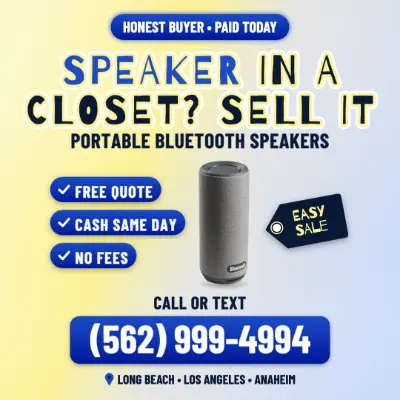 HONEST BUYER • PAID TODAY
SPEAKER IN A
CLOSET? SELL IT
PORTABLE BLUETOOTH SPEAKERS
FREE QUOTE
CASH SAME DAY
NO FEES
Bluetooth
EASY
SALE
CALL OR TEXT
(562) 999-4994
LONG BEACH • LOS ANGELES • ANAHEIM